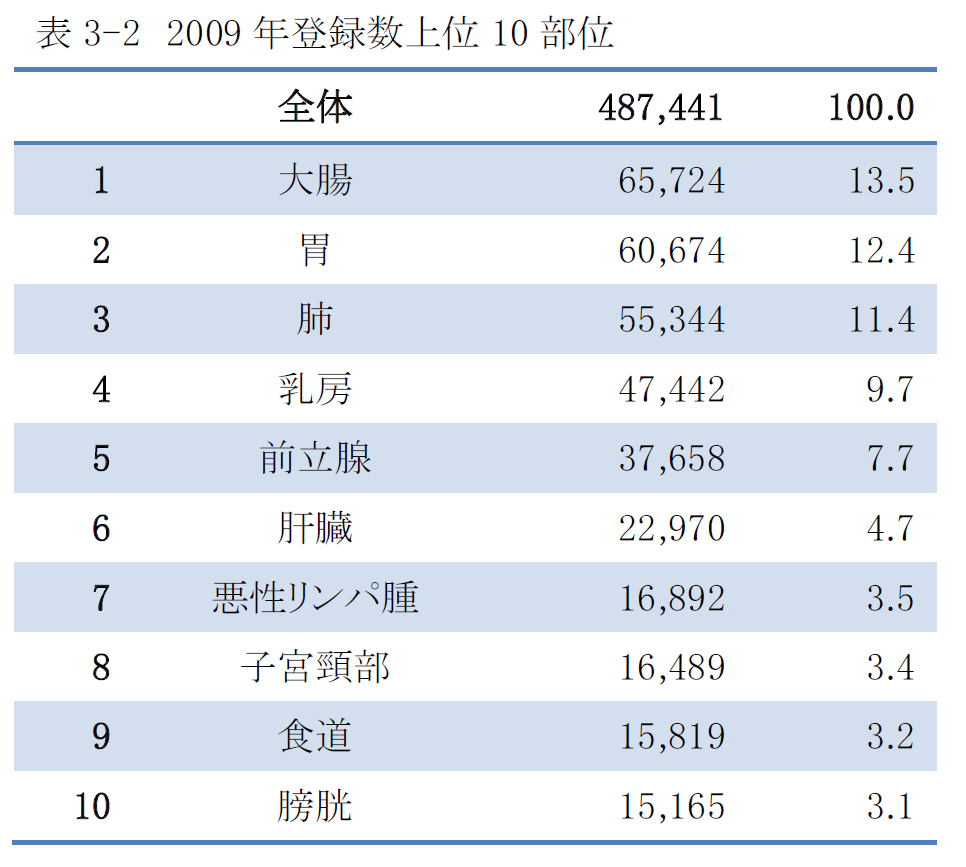 表 3-2 2009 年登録数上位 10 部位
全体 487,441 100.0
1 大腸 65,724 13.5
2 胃 60,674 12.4
3 肺 55,344 11.4
4 乳房 47,442 9.7
5 前立腺 37,658 7.7
6 肝臓 22,970 4.7
7 悪性リンパ腫 16,892 3.5
8 子宮頸部 16,489 3.4
9 食道 15,819 3.2
10 膀胱 15,165 3.1